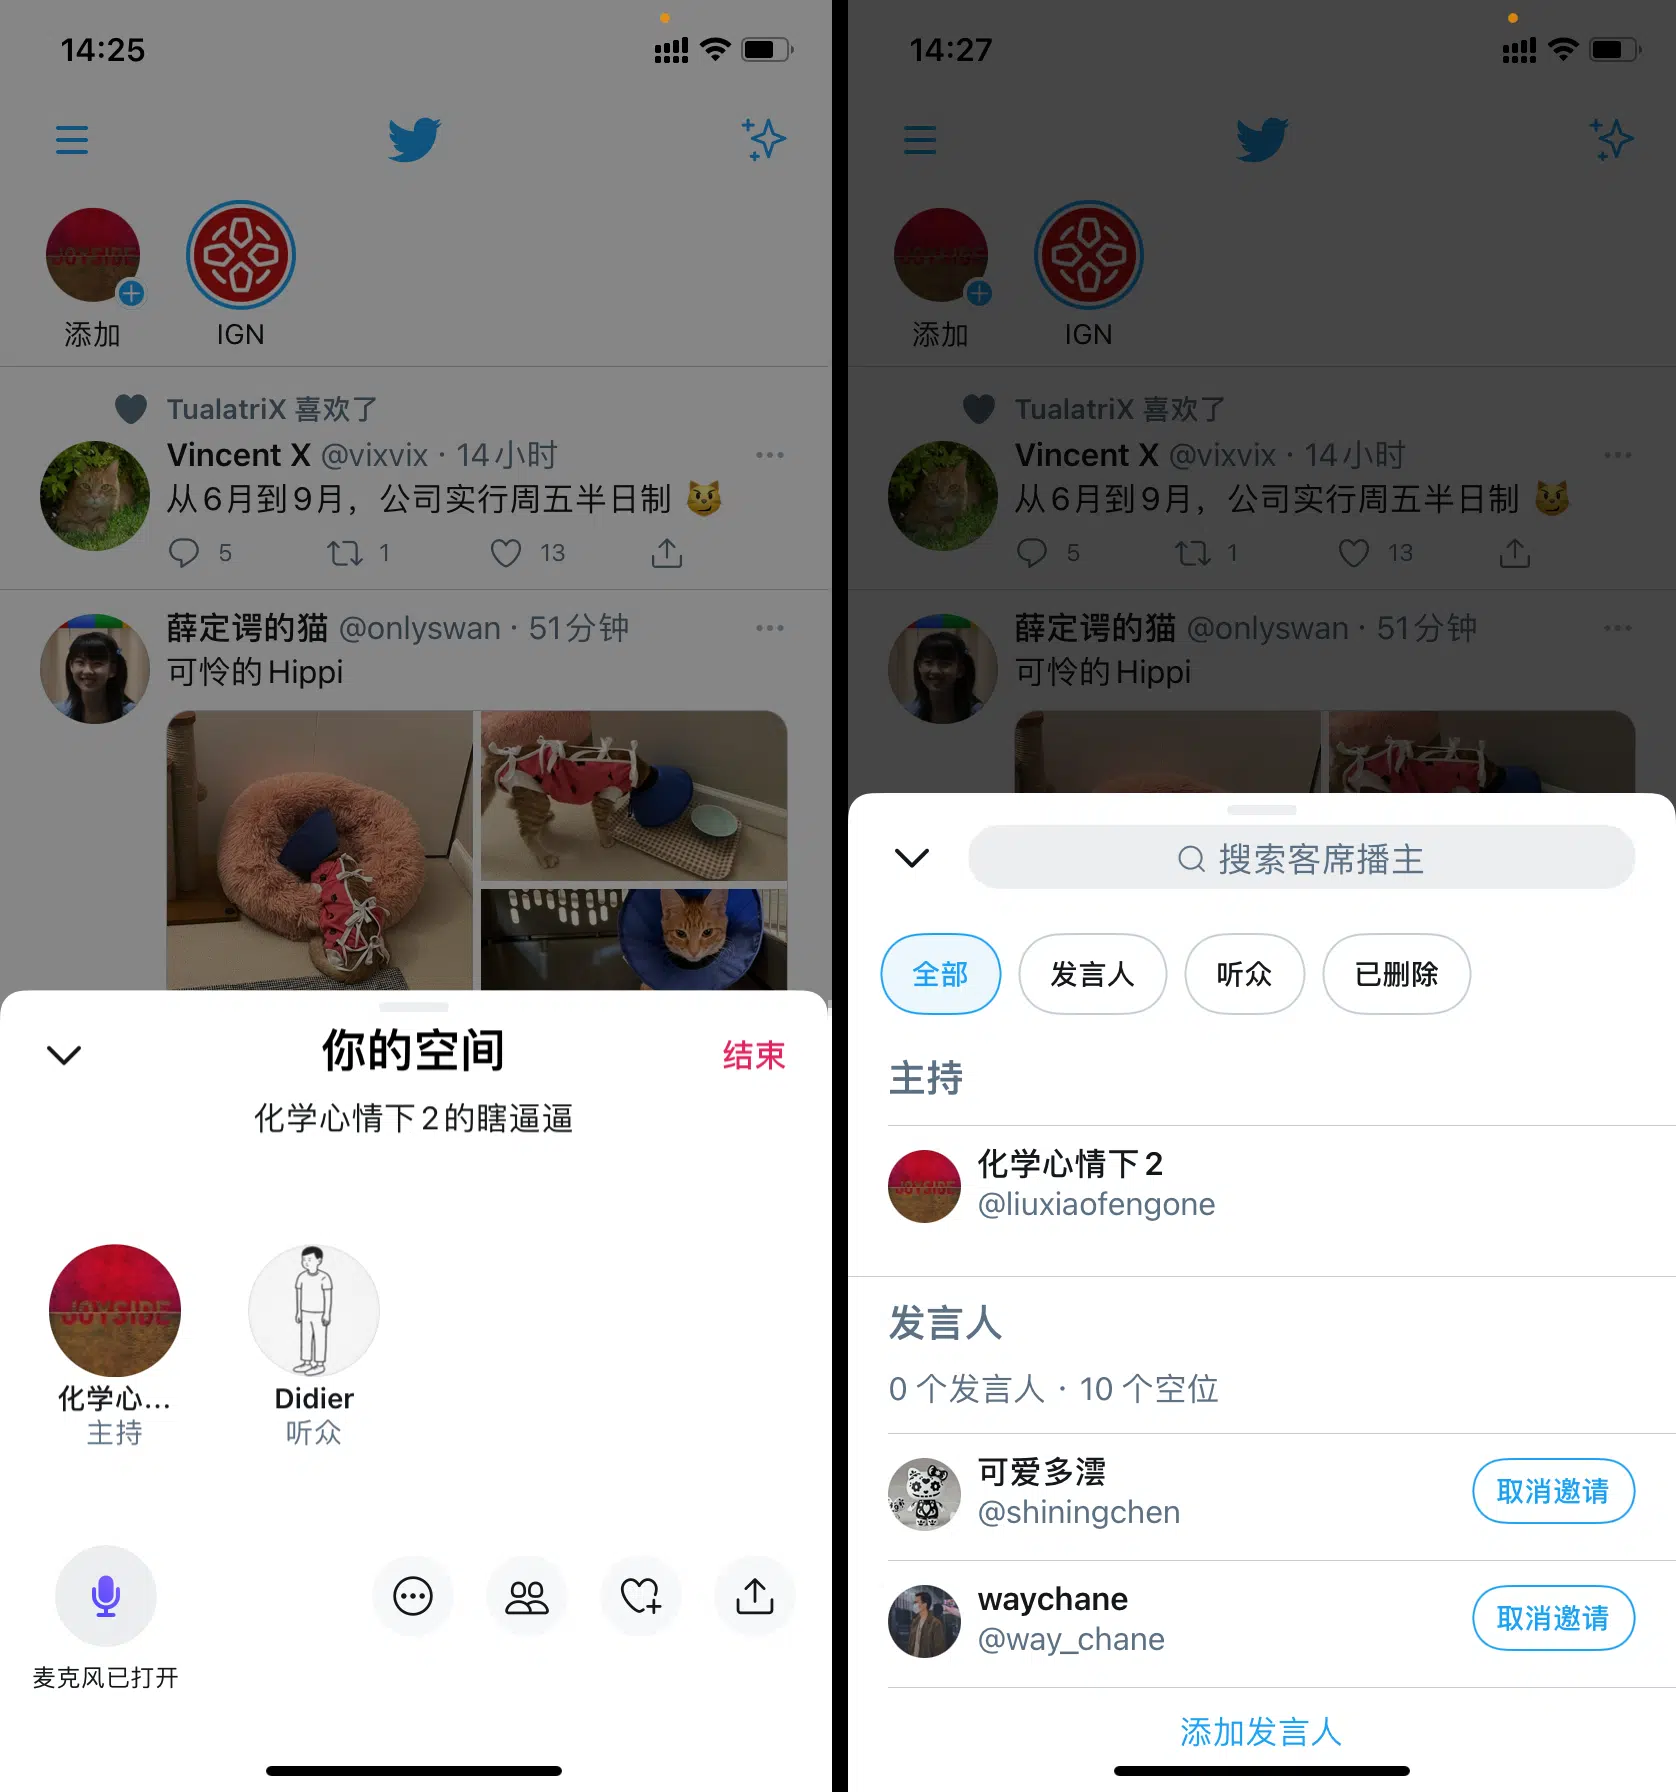 14:25
添加
IGN
TualatriX 喜欢了
Vincent X @vixvix · 14小时
从6月到9月，公司实行周五半日制 😼
5 1 13
薛定谔的猫 @onlyswan · 51分钟
可怜的Hippi
你的空间
结束
化学心情下2的瞎逼逼
JOYSIDE
化学心...
主持
Didier
听众
麦克风已打开
14:27
添加
IGN
TualatriX 喜欢了
Vincent X @vixvix · 14小时
从6月到9月，公司实行周五半日制 😼
5 1 13
薛定谔的猫 @onlyswan · 51分钟
可怜的Hippi
搜索客席播主
全部 发言人 听众 已删除
主持
化学心情下2
@liuxiaofengone
发言人
0 个发言人 · 10 个空位
可爱多澐
@shiningchen
取消邀请
waychane
@way_chane
取消邀请
添加发言人